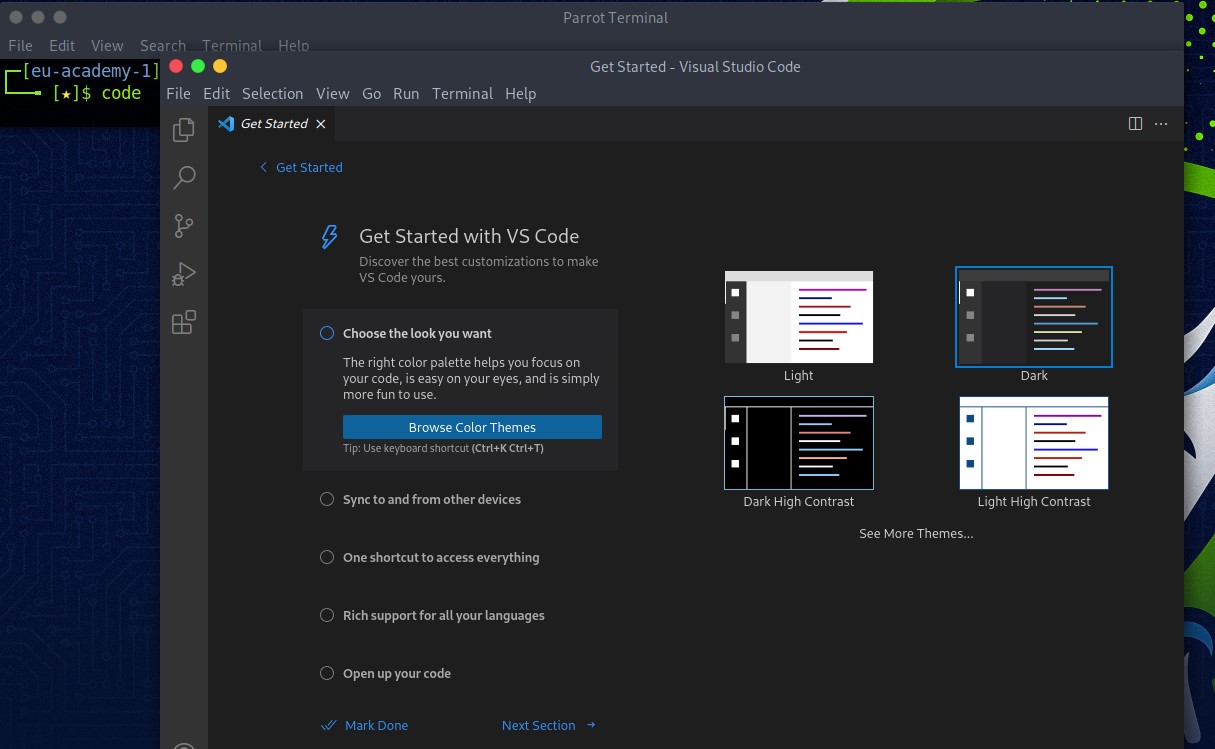 Parrot Terminal
File Edit View Search Terminal Help
[eu-academy-1]
[★]$ code
Get Started - Visual Studio Code
File Edit Selection View Go Run Terminal Help
Get Started
Get Started
Get Started with VS Code
Discover the best customizations to make
VS Code yours.
Choose the look you want
The right color palette helps you focus on
your code, is easy on your eyes, and is simply
more fun to use.
Browse Color Themes
Tip: Use keyboard shortcut (Ctrl+K Ctrl+T)
Sync to and from other devices
One shortcut to access everything
Rich support for all your languages
Open up your code
Mark Done
Next Section
Light
Dark
Dark High Contrast
Light High Contrast
See More Themes...